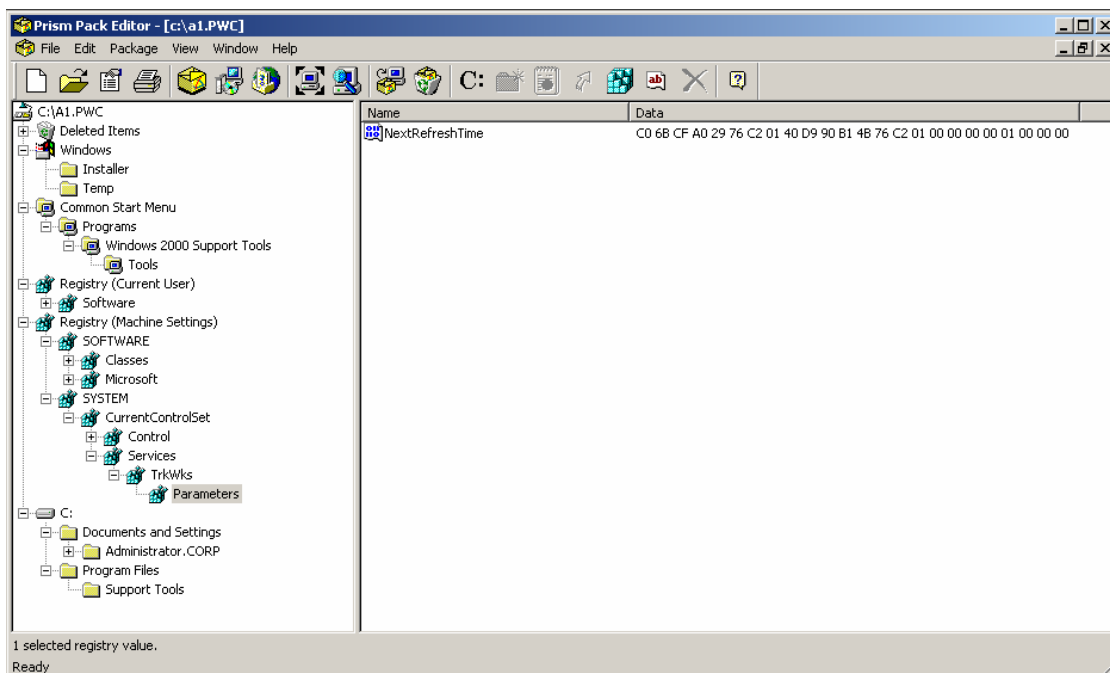 Prism Pack Editor - [c:\a1.PWC]
File Edit Package View Window Help
C:
ab
C:\A1.PWC
Deleted Items
Windows
Installer
Temp
Common Start Menu
Programs
Windows 2000 Support Tools
Tools
Registry (Current User)
Software
Registry (Machine Settings)
SOFTWARE
Classes
Microsoft
SYSTEM
CurrentControlSet
Control
Services
TrkWks
Parameters
C:
Documents and Settings
Administrator.CORP
Program Files
Support Tools
Name Data
NextRefreshTime C0 6B CF A0 29 76 C2 01 40 D9 90 B1 4B 76 C2 01 00 00 00 00 01 00 00 00
1 selected registry value.
Ready